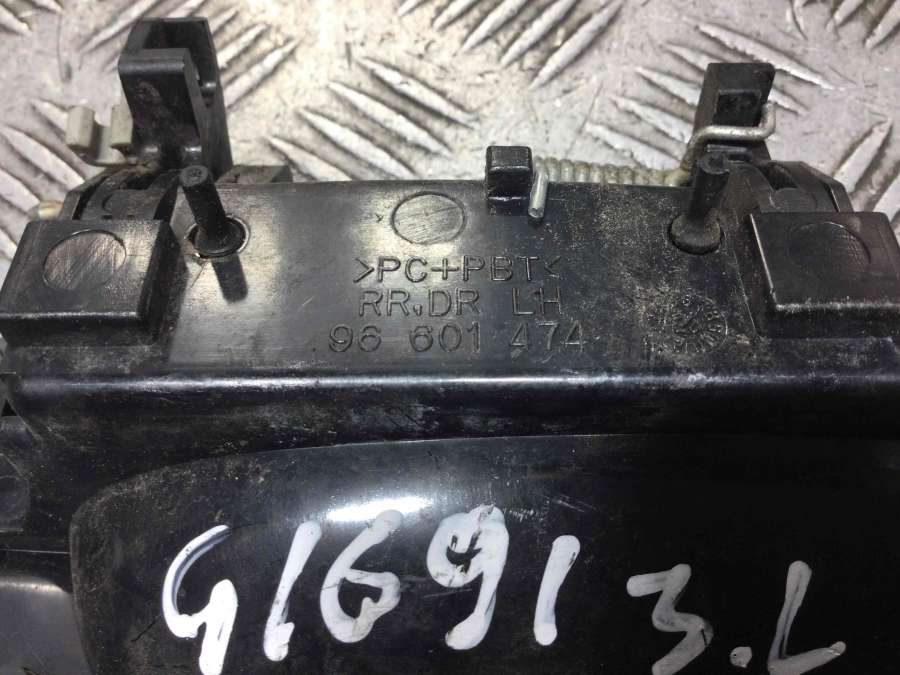 >PC+PBT<
RR.DR LH
96 601 474
G1691
3.L